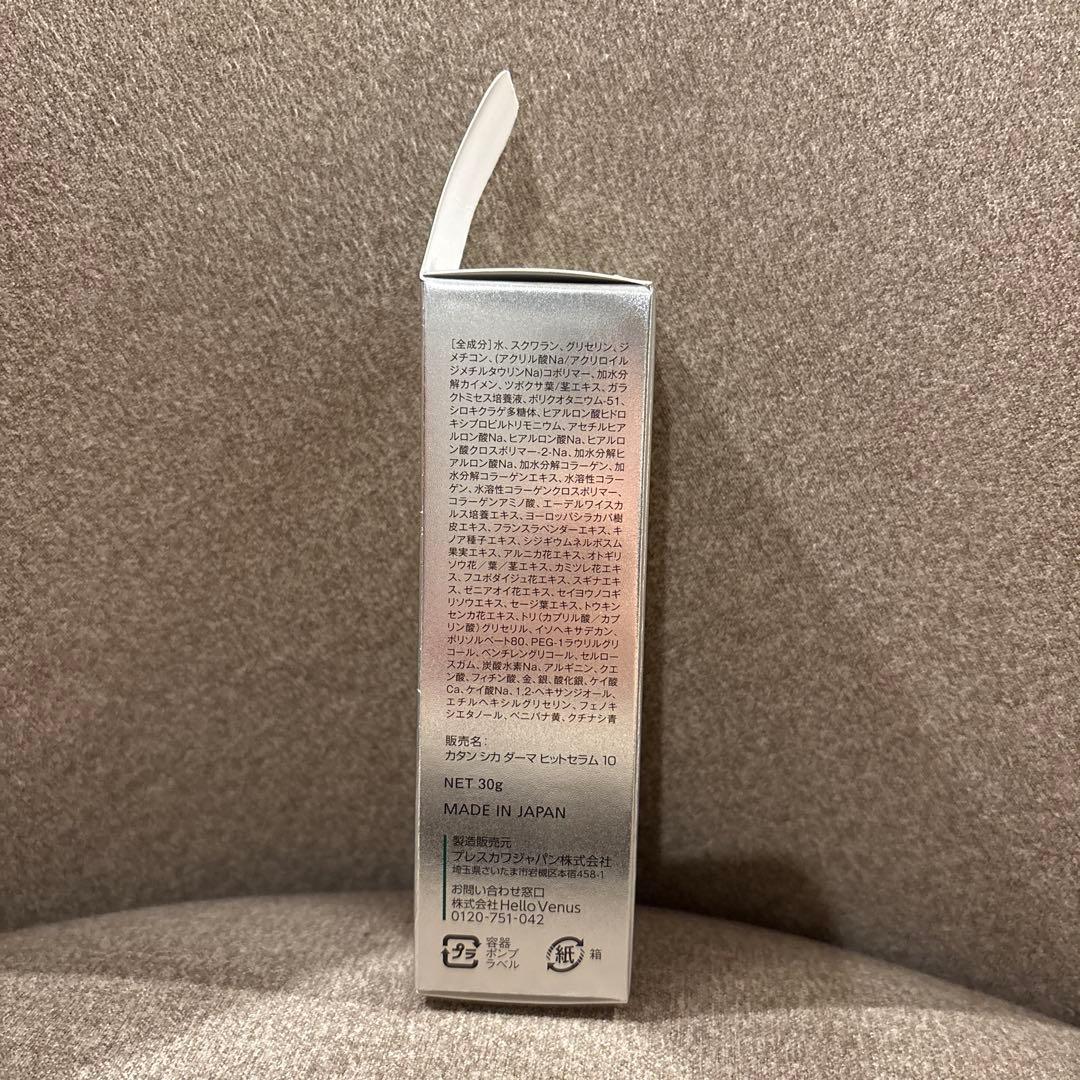 [全成分]水、スクワラン、グリセリン、ジ
メチコン、(アクリル酸Na/アクリロイル
ジメチルタウリンNa)コポリマー、加水分
解カイメン、ツボクサ葉/茎エキス、ガラ
クトミセス培養液、ポリクオタニウム-51、
シロキクラゲ多糖体、ヒアルロン酸ヒドロ
キシプロピルトリモニウム、アセチルヒア
ルロン酸Na、ヒアルロン酸Na、ヒアルロ
ン酸クロスポリマー-2-Na、加水分解ヒ
アルロン酸Na、加水分解コラーゲン、加
水分解コラーゲンエキス、水溶性コラー
ゲン、水溶性コラーゲンクロスポリマー、
コラーゲンアミノ酸、エーデルワイスカ
ルス培養エキス、ヨーロッパシラカバ樹
皮エキス、フランスラベンダーエキス、キ
ノア種子エキス、シジギウムネルボスム
果実エキス、アルニカ花エキス、オトギリ
ソウ花/葉/茎エキス、カミツレ花エキ
ス、フユボダイジュ花エキス、スギナエキ
ス、ゼニアオイ花エキス、セイヨウノコギ
リソウエキス、セージ葉エキス、トウキン
センカ花エキス、トリ(カプリル酸/カプ
リン酸)グリセリル、イソヘキサデカン、
ポリソルベート80、PEG-1ラウリルグリ
コール、ペンチレングリコール、セルロー
スガム、炭酸水素Na、アルギニン、クエ
ン酸、フィチン酸、金、銀、酸化銀、ケイ酸
Ca、ケイ酸Na、1,2-ヘキサンジオール、
エチルヘキシルグリセリン、フェノキ
シエタノール、ベニバナ黄、クチナシ青
販売名:
カタン シカ ダーマ ヒットセラム 10
NET 30g
MADE IN JAPAN
製造販売元
プレスカワジャパン株式会社
埼玉県さいたま市岩槻区本宿458-1
お問い合わせ窓口
株式会社Hello Venus
0120-751-042
プラ 容器
ポンプ
ラベル
紙 箱